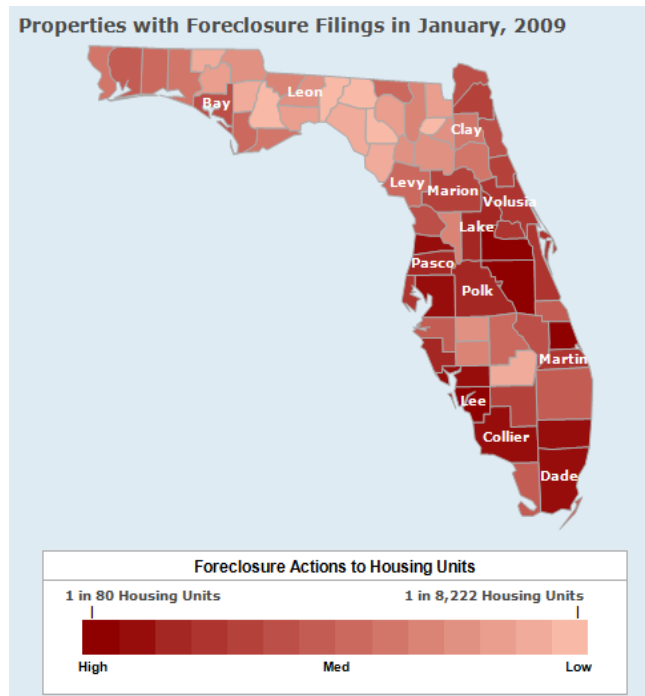 Properties with Foreclosure Filings in January, 2009
Leon
Bay
Clay
Levy
Marion
Volusia
Lake
Pasco
Polk
Martin
Lee
Collier
Dade
Foreclosure Actions to Housing Units
1 in 80 Housing Units 1 in 8,222 Housing Units
High Med Low